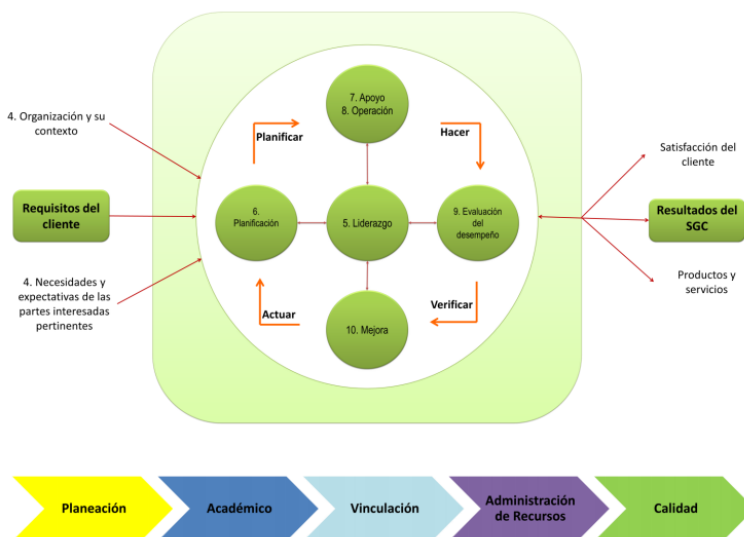 7. Apoyo
8. Operación
Planificar
Hacer
4. Organización y su
contexto
Satisfacción del
cliente
Requisitos del
cliente
6.
Planificación
5. Liderazgo
9. Evaluación
del
desempeño
Resultados del
SGC
4. Necesidades y
expectativas de las
partes interesadas
pertinentes
Productos y
servicios
Actuar
Verificar
10. Mejora
Planeación
Académico
Vinculación
Administración
de Recursos
Calidad